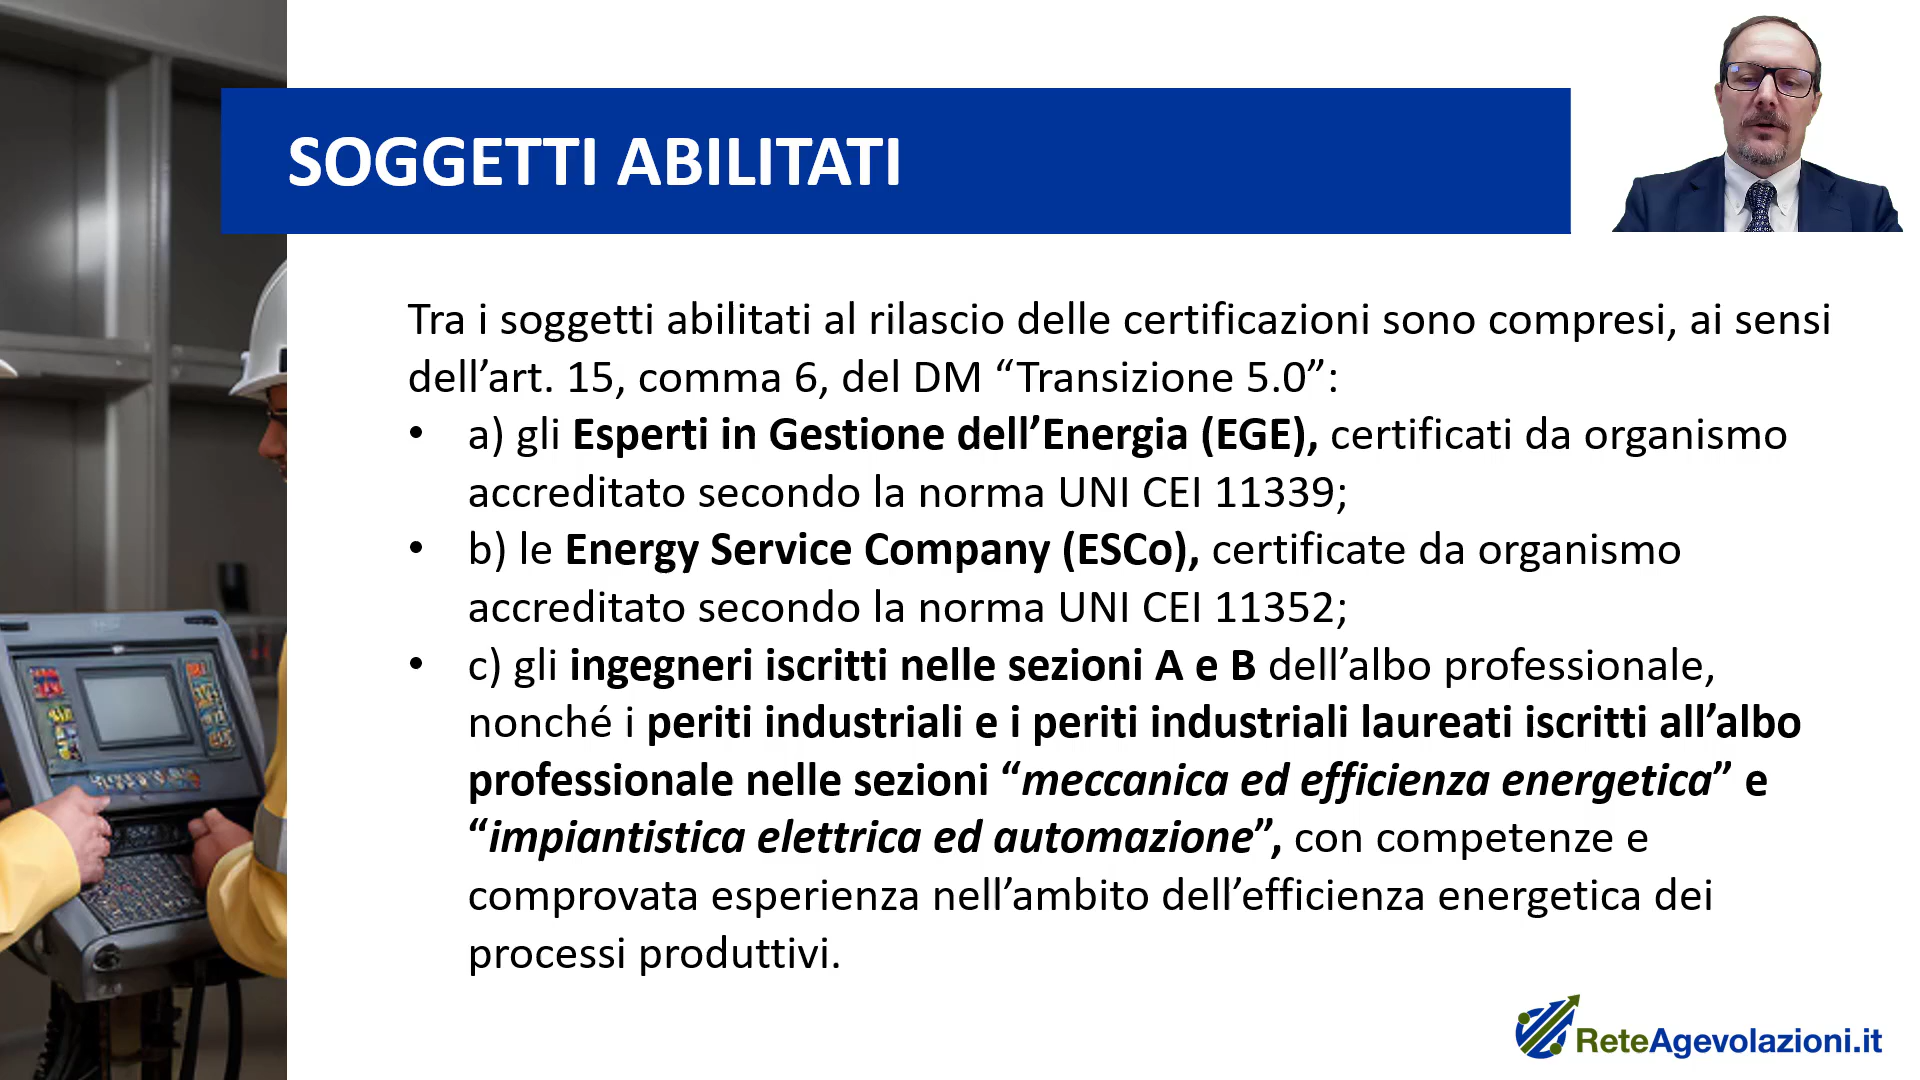 SOGGETTI ABILITATI
Tra i soggetti abilitati al rilascio delle certificazioni sono compresi, ai sensi
dell’art. 15, comma 6, del DM “Transizione 5.0”:
• a) gli Esperti in Gestione dell’Energia (EGE), certificati da organismo
accreditato secondo la norma UNI CEI 11339;
• b) le Energy Service Company (ESCo), certificate da organismo
accreditato secondo la norma UNI CEI 11352;
• c) gli ingegneri iscritti nelle sezioni A e B dell’albo professionale,
nonché i periti industriali e i periti industriali laureati iscritti all’albo
professionale nelle sezioni “meccanica ed efficienza energetica” e
“impiantistica elettrica ed automazione”, con competenze e
comprovata esperienza nell’ambito dell’efficienza energetica dei
processi produttivi.
ReteAgevolazioni.it